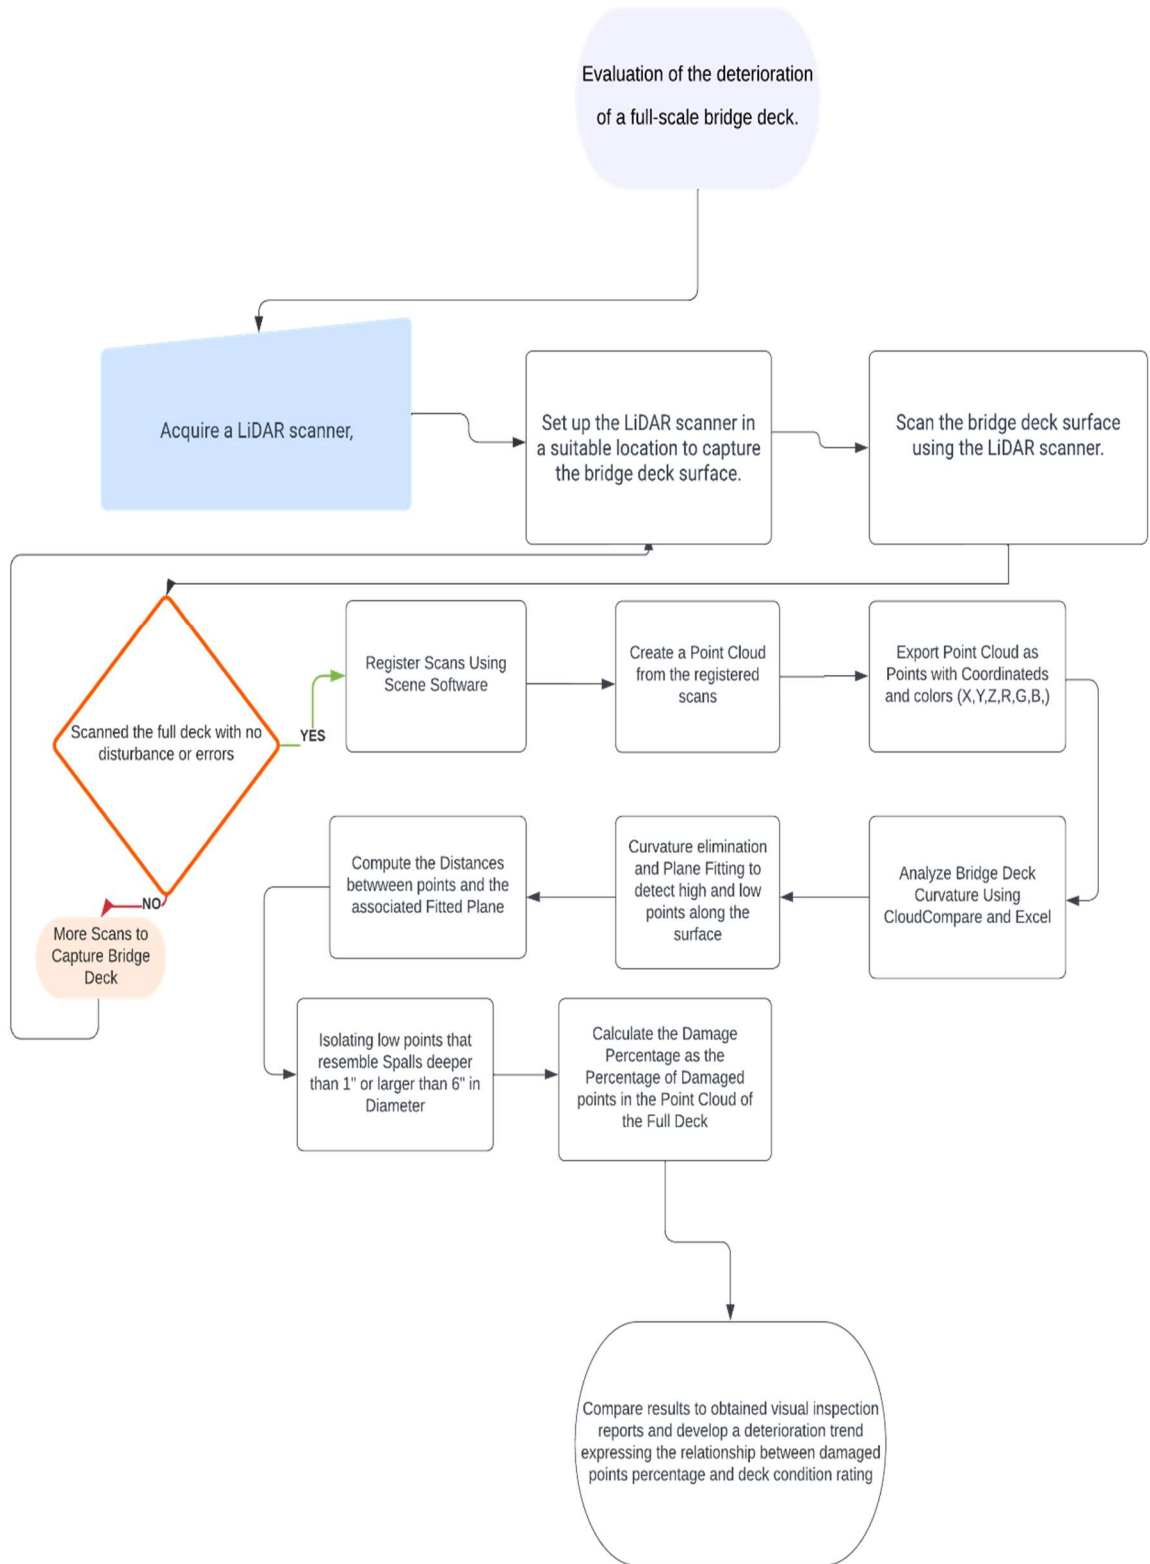 Evaluation of the deterioration
of a full-scale bridge deck.
Acquire a LiDAR scanner,
Set up the LiDAR scanner in
a suitable location to capture
the bridge deck surface.
Scan the bridge deck surface
using the LiDAR scanner.
Scanned the full deck with no
disturbance or errors
YES
NO
More Scans to
Capture Bridge
Deck
Register Scans Using
Scene Software
Create a Point Cloud
from the registered
scans
Export Point Cloud as
Points with Coordinateds
and colors (X,Y,Z,R,G,B,)
Analyze Bridge Deck
Curvature Using
CloudCompare and Excel
Curvature elimination
and Plane Fitting to
detect high and low
points along the
surface
Compute the Distances
betwween points and the
associated Fitted Plane
Isolating low points that
resemble Spalls deeper
than 1" or larger than 6" in
Diameter
Calculate the Damage
Percentage as the
Percentage of Damaged
points in the Point Cloud of
the Full Deck
Compare results to obtained visual inspection
reports and develop a deterioration trend
expressing the relationship between damaged
points percentage and deck condition rating